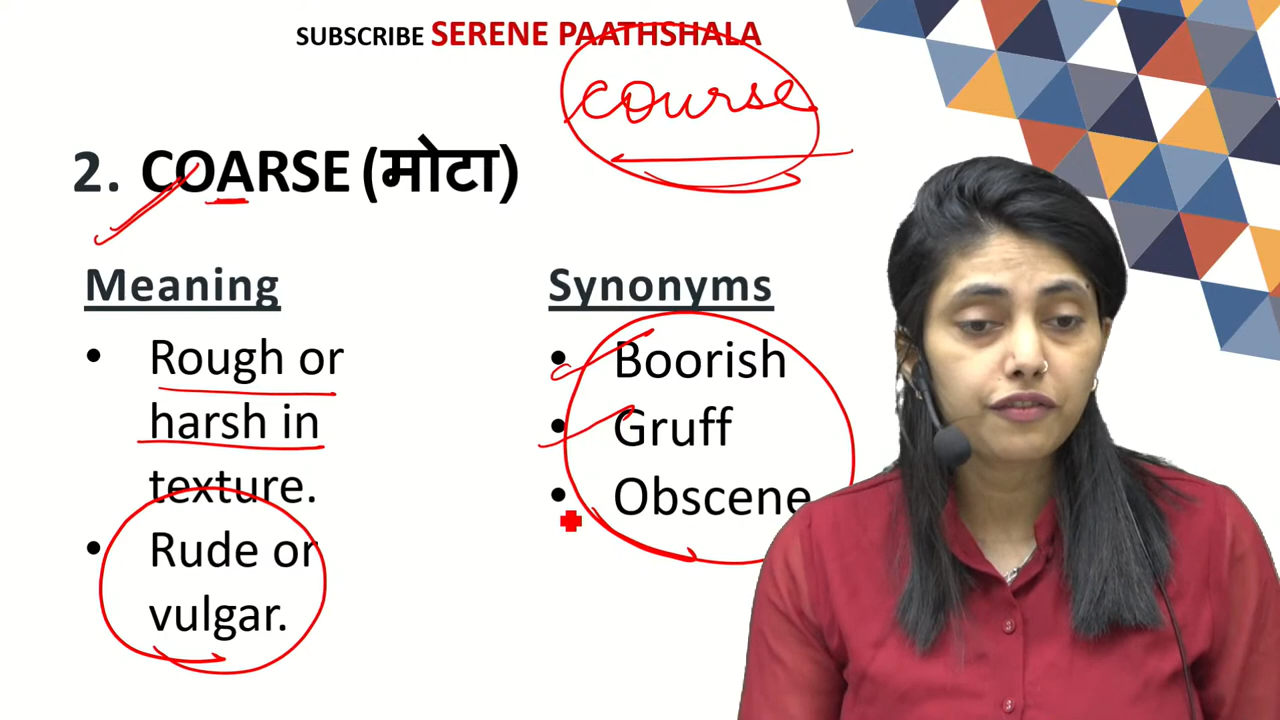 SUBSCRIBE SERENE PAATHSHALA
course
2. COARSE (मोटा)
Meaning
• Rough or
harsh in
texture.
• Rude or
vulgar.
Synonyms
• Boorish
• Gruff
• Obscene